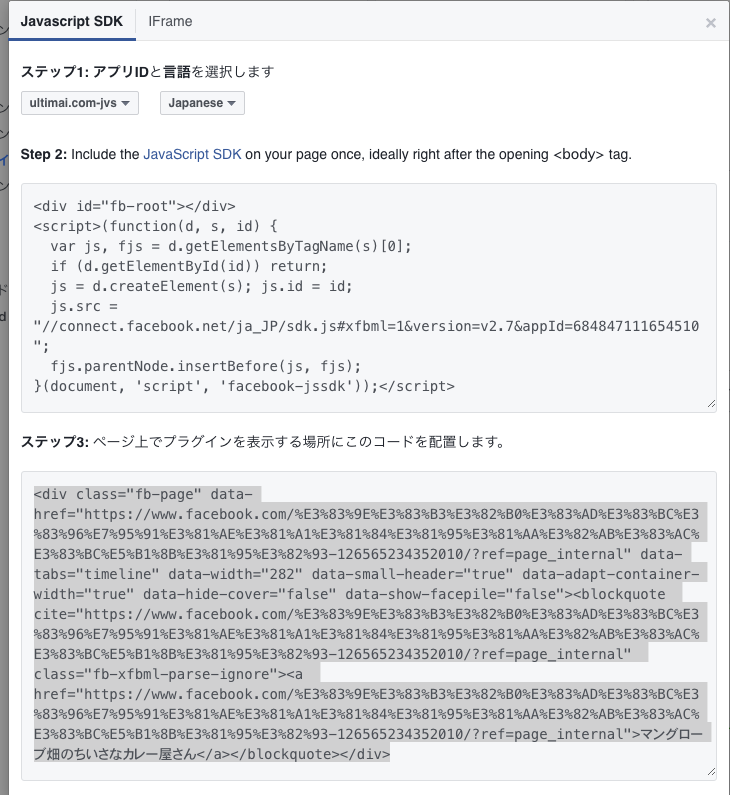 Javascript SDK IFrame ×
ステップ1: アプリIDと言語を選択します
ultimai.com-jvs Japanese
Step 2: Include the JavaScript SDK on your page once, ideally right after the opening <body> tag.
<div id="fb-root"></div>
<script>(function(d, s, id) {
  var js, fjs = d.getElementsByTagName(s)[0];
  if (d.getElementById(id)) return;
  js = d.createElement(s); js.id = id;
  js.src =
"//connect.facebook.net/ja_JP/sdk.js#xfbml=1&version=v2.7&appId=684847111654510
";
  fjs.parentNode.insertBefore(js, fjs);
}(document, 'script', 'facebook-jssdk'));</script>
ステップ3: ページ上でプラグインを表示する場所にこのコードを配置します。
<div class="fb-page" data-
href="https://www.facebook.com/%E3%83%9E%E3%83%B3%E3%82%B0%E3%83%AD%E3%83%BC%E3
%83%96%E7%95%91%E3%81%AE%E3%81%A1%E3%81%84%E3%81%95%E3%81%AA%E3%82%AB%E3%83%AC%
E3%83%BC%E5%B1%8B%E3%81%95%E3%82%93-126565234352010/?ref=page_internal" data-
tabs="timeline" data-width="282" data-small-header="true" data-adapt-container-
width="true" data-hide-cover="false" data-show-facepile="false"><blockquote
cite="https://www.facebook.com/%E3%83%9E%E3%83%B3%E3%82%B0%E3%83%AD%E3%83%BC%E3
%83%96%E7%95%91%E3%81%AE%E3%81%A1%E3%81%84%E3%81%95%E3%81%AA%E3%82%AB%E3%83%AC%
E3%83%BC%E5%B1%8B%E3%81%95%E3%82%93-126565234352010/?ref=page_internal"
class="fb-xfbml-parse-ignore"><a
href="https://www.facebook.com/%E3%83%9E%E3%83%B3%E3%82%B0%E3%83%AD%E3%83%BC%E3
%83%96%E7%95%91%E3%81%AE%E3%81%A1%E3%81%84%E3%81%95%E3%81%AA%E3%82%AB%E3%83%AC%
E3%83%BC%E5%B1%8B%E3%81%95%E3%82%93-126565234352010/?ref=page_internal">マングロー
ブ畑のちいさなカレー屋さん</a></blockquote></div>